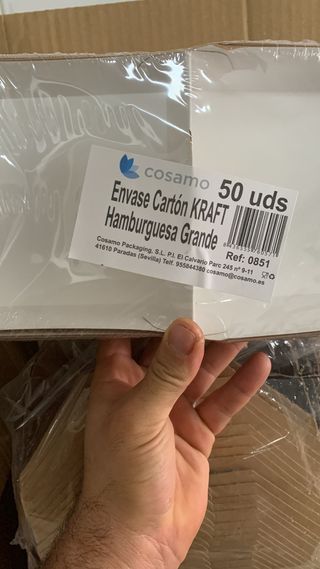 cosamo 50 uds
Envase Cartón KRAFT
Hamburguesa Grande
Ref: 0851
Cosamo Packaging, S.L. P.I. El Calvario Parc 245 nº 9-11
41610 Paradas (Sevilla) Telf. 955844380 cosamo@cosamo.es